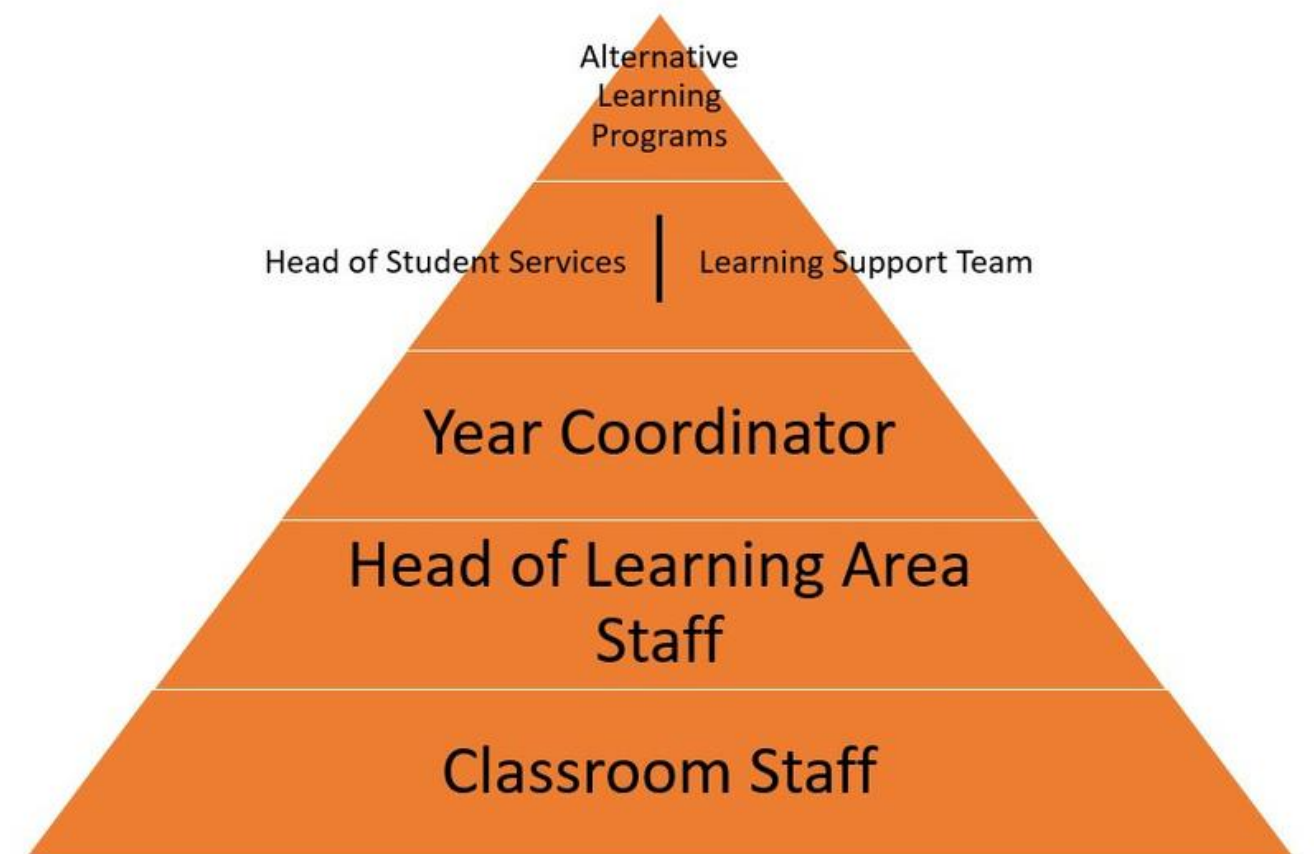 Alternative
Learning
Programs
Head of Student Services | Learning Support Team
Year Coordinator
Head of Learning Area
Staff
Classroom Staff